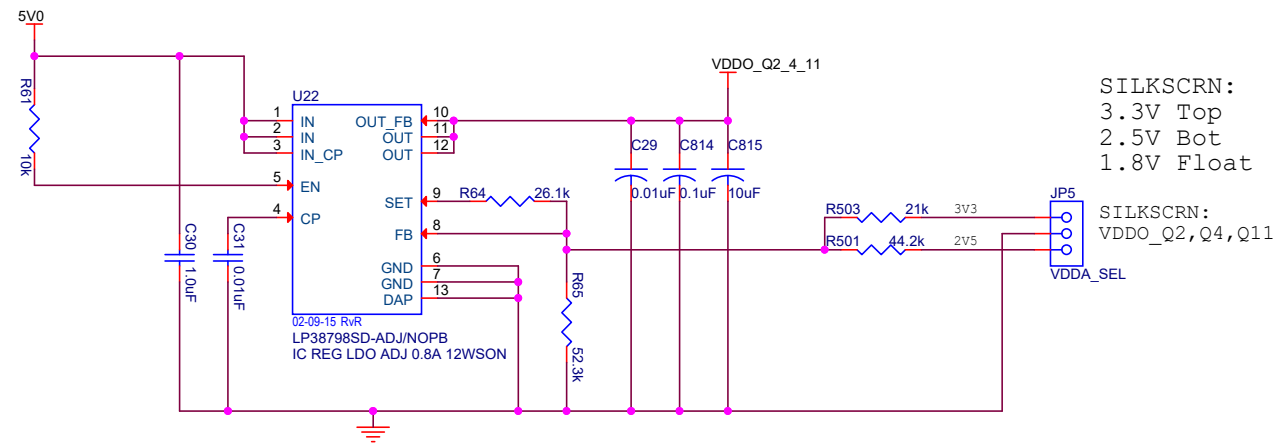 5V0
VDDO_Q2_4_11
SILKSCRN:
3.3V Top
2.5V Bot
1.8V Float
R61
10k
U22
1 IN
2 IN
3 IN_CP
5 EN
4 CP
OUT_FB 10
OUT 11
OUT 12
SET 9
FB 8
GND 6
GND 7
DAP 13
C30
1.0uF
C31
0.01uF
02-09-15 RvR
LP38798SD-ADJ/NOPB
IC REG LDO ADJ 0.8A 12WSON
R64 26.1k
R65
52.3k
C29
0.01uF
C814
0.1uF
C815
10uF
R503 21k 3V3
R501 44.2k 2V5
JP5
VDDA_SEL
SILKSCRN:
VDDO_Q2,Q4,Q11